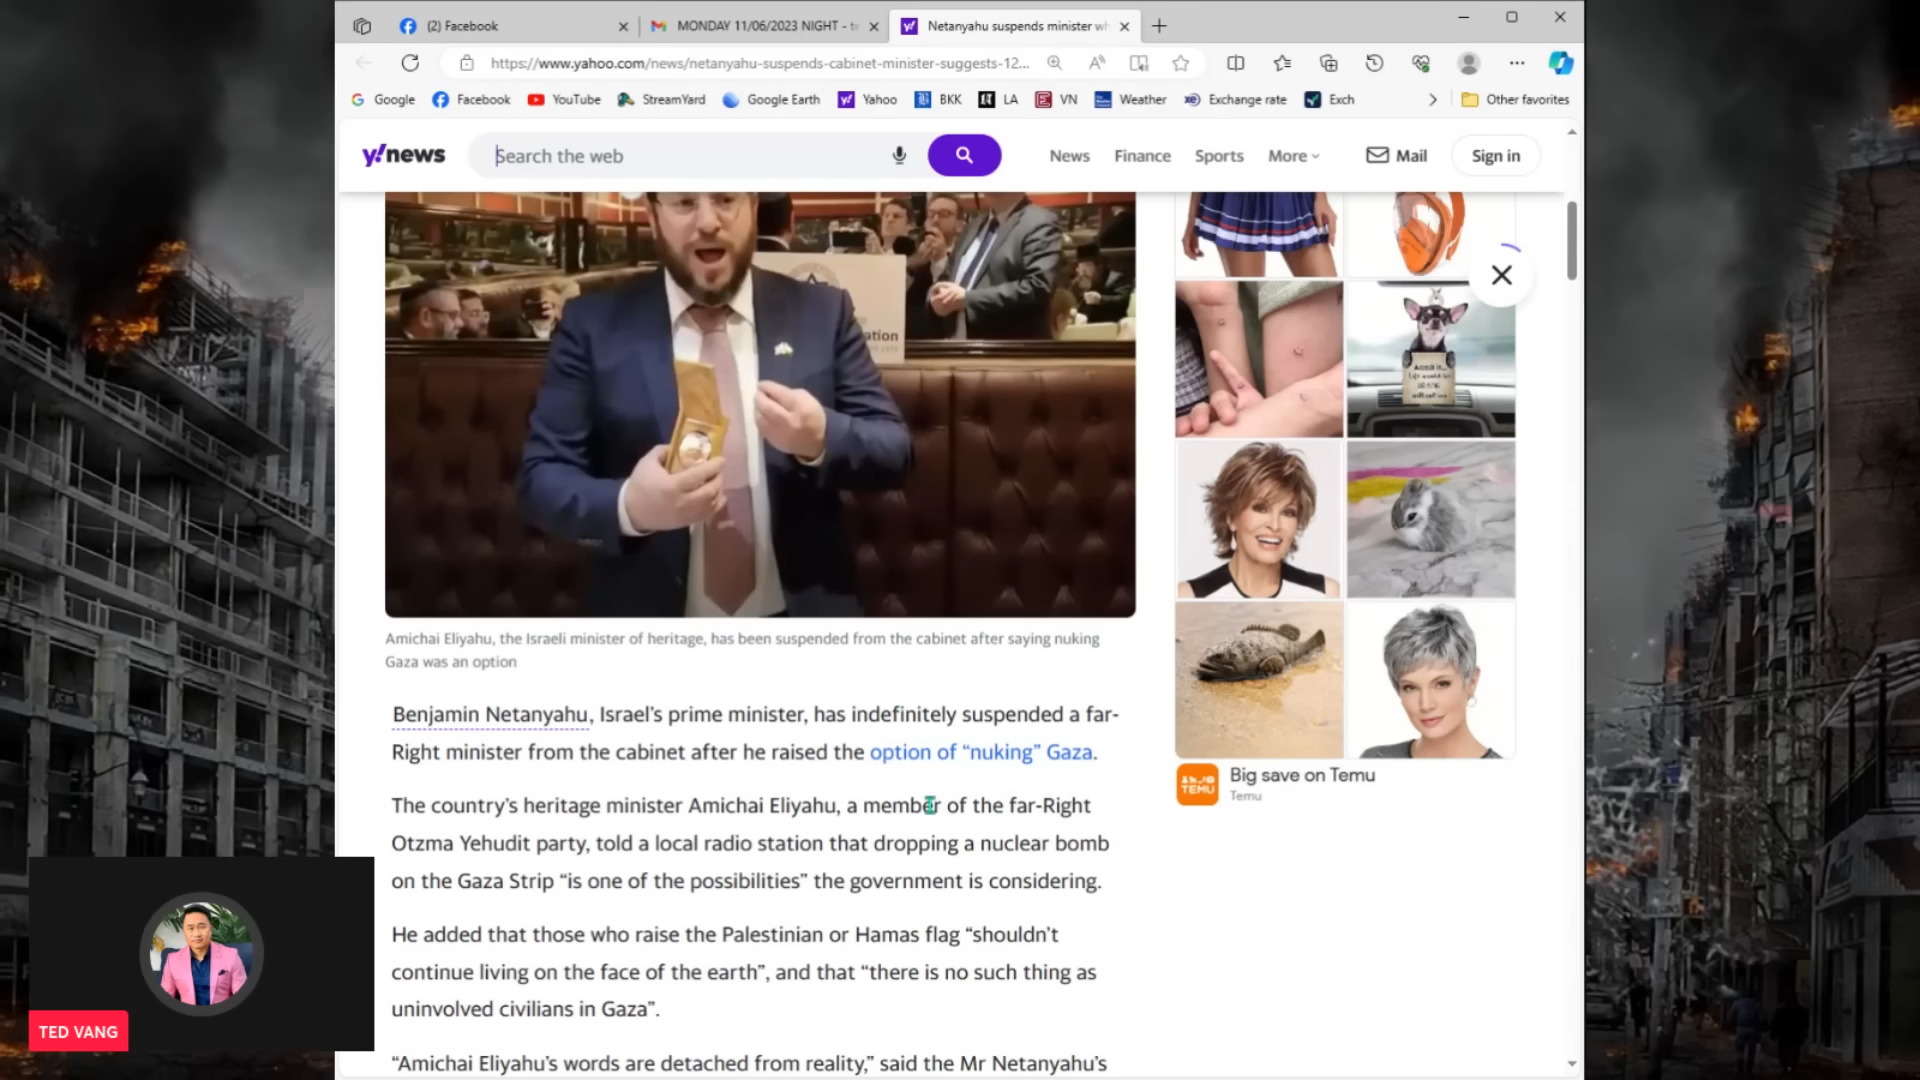 (2) Facebook
MONDAY 11/06/2023 NIGHT - te
Netanyahu suspends minister wh
https://www.yahoo.com/news/netanyahu-suspends-cabinet-minister-suggests-12...
Google
Facebook
YouTube
StreamYard
Google Earth
Yahoo
BKK
LA
VN
Weather
Exchange rate
Exch
Other favorites
y!news
Search the web
News
Finance
Sports
More
Mail
Sign in
ation
Amichai Eliyahu, the Israeli minister of heritage, has been suspended from the cabinet after saying nuking
Gaza was an option
Benjamin Netanyahu, Israel’s prime minister, has indefinitely suspended a far-
Right minister from the cabinet after he raised the option of “nuking” Gaza.
The country’s heritage minister Amichai Eliyahu, a member of the far-Right
Otzma Yehudit party, told a local radio station that dropping a nuclear bomb
on the Gaza Strip “is one of the possibilities” the government is considering.
He added that those who raise the Palestinian or Hamas flag “shouldn’t
continue living on the face of the earth”, and that “there is no such thing as
uninvolved civilians in Gaza”.
“Amichai Eliyahu’s words are detached from reality,” said the Mr Netanyahu’s
TEMU
Big save on Temu
Temu
TED VANG